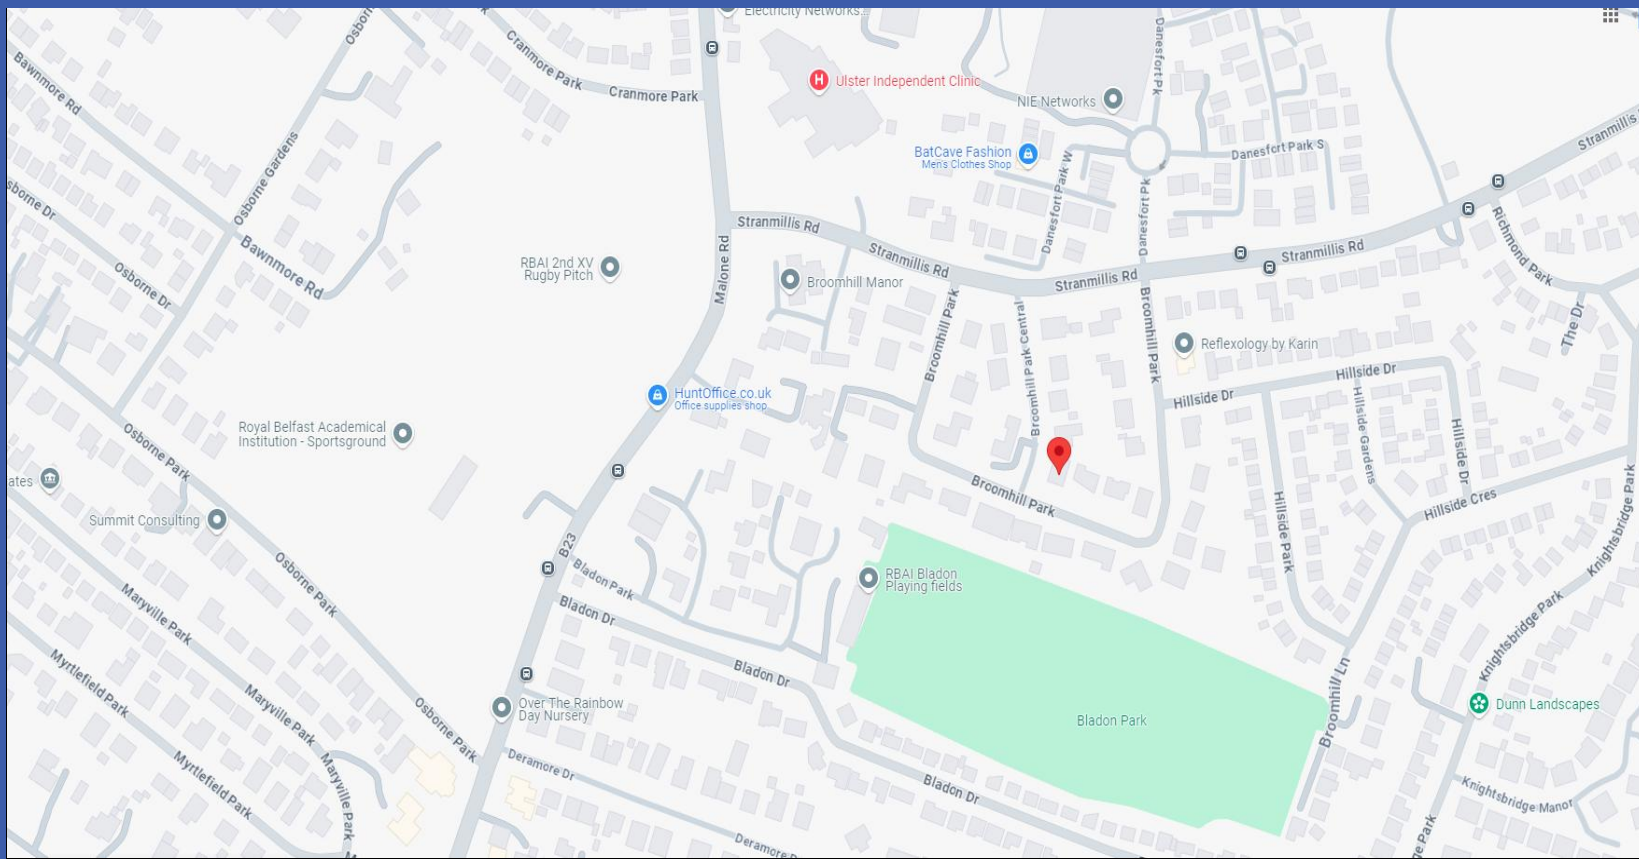 Electricity Networks...
Osborn
Cranmore Park
Cranmore Park
Bawnmore Rd
Ulster Independent Clinic
NIE Networks
Danesfort Pk
Stranmillis
BatCave Fashion
Men's Clothes Shop
Danesfort Park S
Osborne Gardens
sborne Dr
Danesfort Park W
Danesfort Pk
Stranmillis Rd
Stranmillis Rd
Stranmillis Rd
Stranmillis Rd
Richmond Park
Bawnmore Rd
Osborne Dr
RBAI 2nd XV
Rugby Pitch
Malone Rd
Broomhill Manor
Broomhill Park
Broomhill Park Central
Broomhill Park
Reflexology by Karin
The Dr
HuntOffice.co.uk
Office supplies shop
Hillside Dr
Hillside Dr
Hillside Gardens
Hillside Dr
Royal Belfast Academical
Institution - Sportsground
Osborne Park
ates
Broomhill Park
Hillside Cres
Summit Consulting
Hillside Park
Knightsbridge Park
B23
Bladon Park
RBAI Bladon
Playing fields
Osborne Park
Maryville Park
Bladon Dr
Knightsbridge Park
Myrtlefield Park
Bladon Dr
Broomhill Ln
Maryville Park
Osborne Park
Over The Rainbow
Day Nursery
Bladon Park
Dunn Landscapes
Myrtlefield Park
Maryville Park
Deramore Dr
Bladon Dr
Knightsbridge Manor
Deramore D
ge Park
M